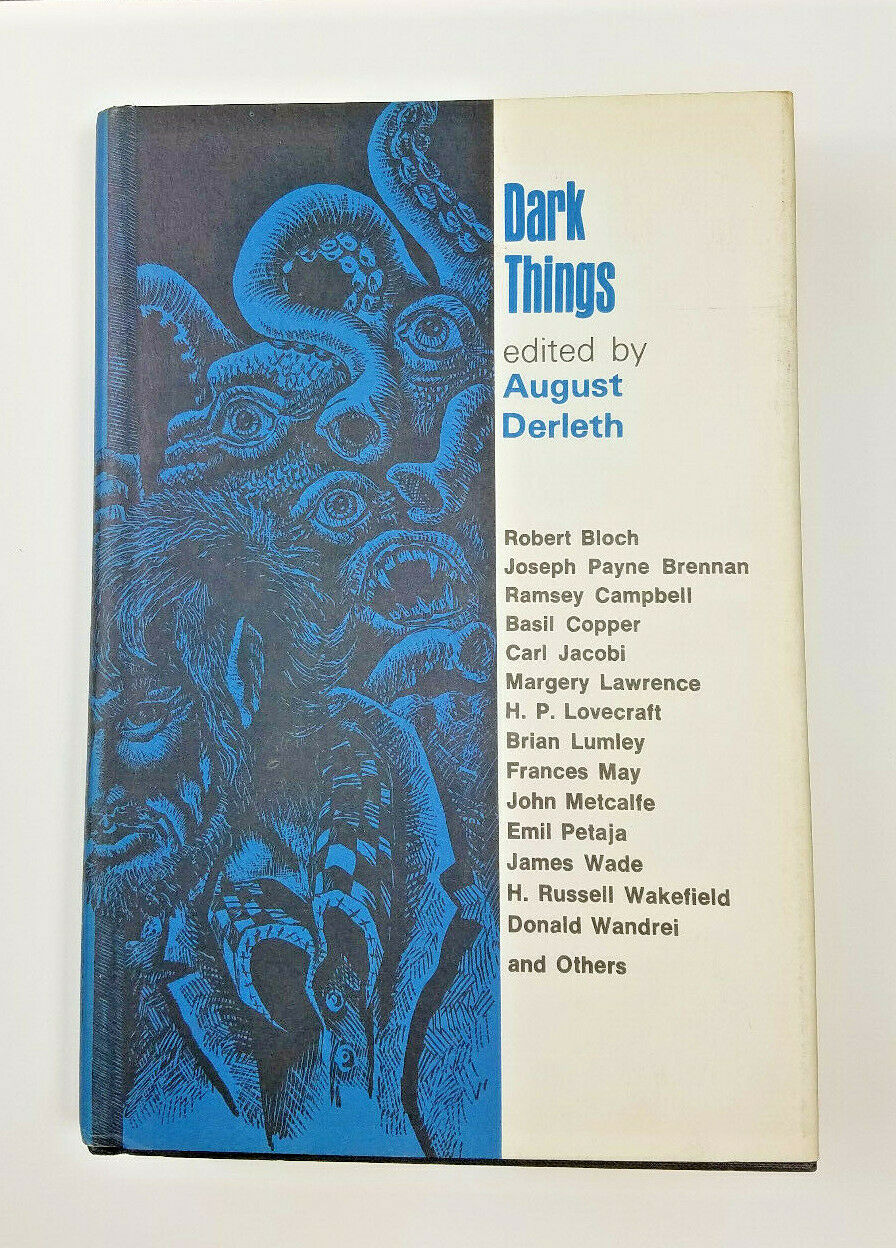 Dark
Things
edited by
August
Derleth
Robert Bloch
Joseph Payne Brennan
Ramsey Campbell
Basil Copper
Carl Jacobi
Margery Lawrence
H. P. Lovecraft
Brian Lumley
Frances May
John Metcalfe
Emil Petaja
James Wade
H. Russell Wakefield
Donald Wandrei
and Others